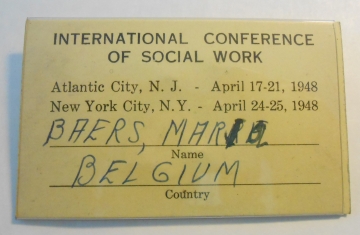 INTERNATIONAL CONFERENCE
OF SOCIAL WORK
Atlantic City, N. J. - April 17-21, 1948
New York City, N.Y. - April 24-25, 1948
BAERS,
Name
BELGIUM
Country